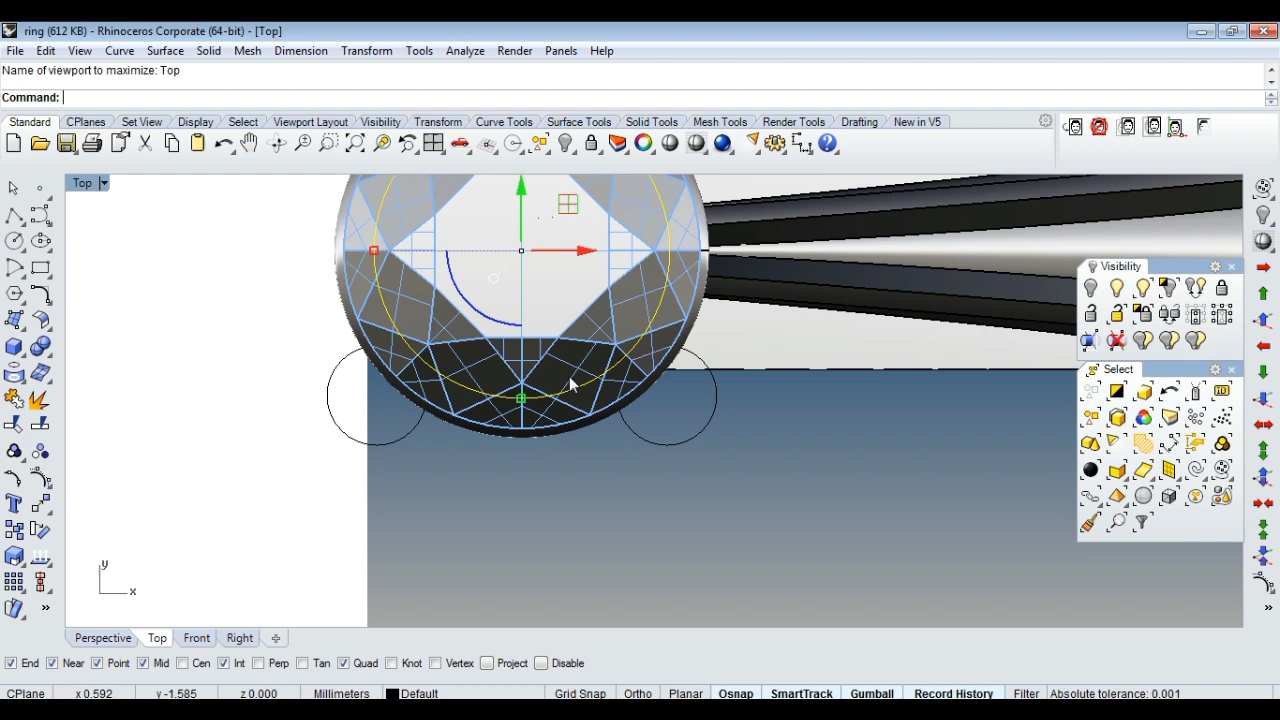 ring (612 KB) - Rhinoceros Corporate (64-bit) - [Top]
File Edit View Curve Surface Solid Mesh Dimension Transform Tools Analyze Render Panels Help
Name of viewport to maximize: Top
Command:
Standard CPlanes Set View Display Select Viewport Layout Visibility Transform Curve Tools Surface Tools Solid Tools Mesh Tools Render Tools Drafting New in V5
Top
Visibility
Select
y
x
Perspective Top Front Right
End Near Point Mid Cen Int Perp Tan Quad Knot Vertex Project Disable
CPlane x 0.592 y -1.585 z 0.000 Millimeters Default Grid Snap Ortho Planar Osnap SmartTrack Gumball Record History Filter Absolute tolerance: 0.001